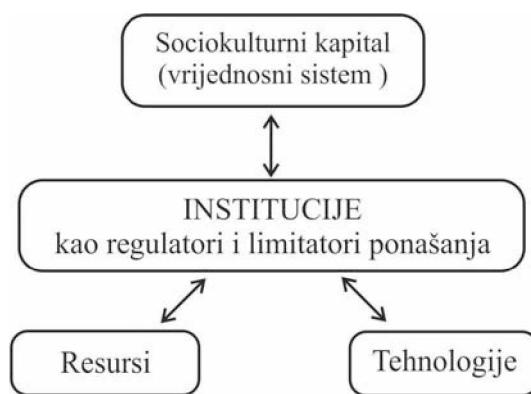 Sociokulturni kapital
(vrijednosni sistem )
INSTITUCIJE
kao regulatori i limitatori ponašanja
Resursi
Tehnologije